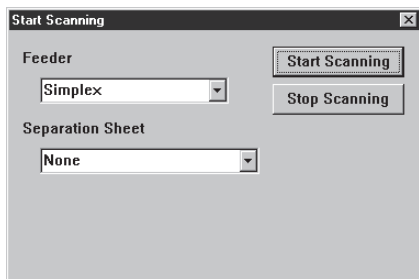 Start Scanning
Feeder
Simplex
Start Scanning
Stop Scanning
Separation Sheet
None